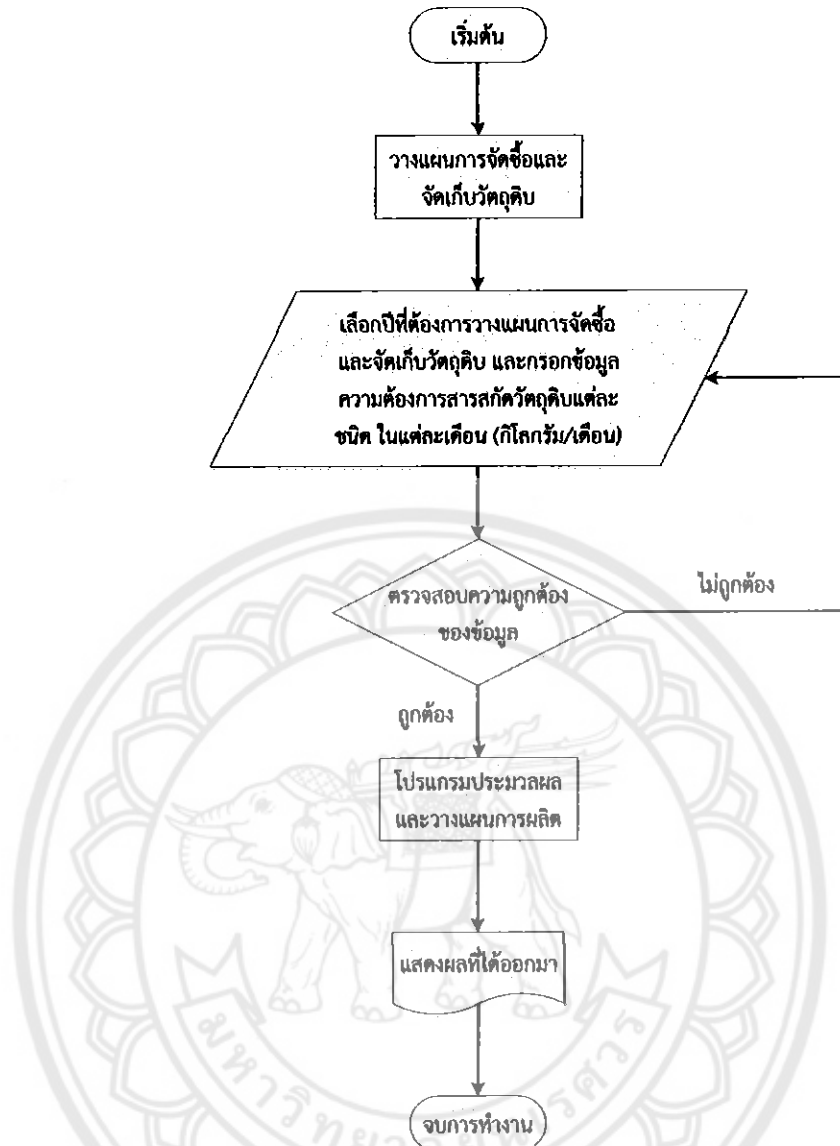 เริ่มต้น
วางแผนการจัดซื้อและ
จัดเก็บวัตถุดิบ
เลือกปีที่ต้องการวางแผนการจัดซื้อ
และจัดเก็บวัตถุดิบ และกรอกข้อมูล
ความต้องการสารสกัดวัตถุดิบแต่ละ
ชนิด ในแต่ละเดือน (กิโลกรัม/เดือน)
ตรวจสอบความถูกต้อง
ของข้อมูล
ไม่ถูกต้อง
ถูกต้อง
โปรแกรมประมวลผล
และวางแผนการผลิต
แสดงผลที่ได้ออกมา
จบการทำงาน